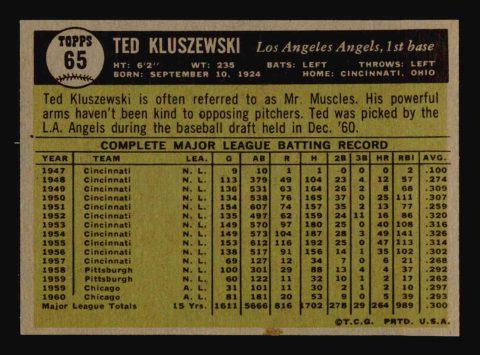 TOPPS
65
TED KLUSZEWSKI Los Angeles Angels, 1st base
HT: 6'2" WT: 235 BATS: LEFT THROWS: LEFT
BORN: SEPTEMBER 10, 1924 HOME: CINCINNATI, OHIO
Ted Kluszewski is often referred to as Mr. Muscles. His powerful
arms haven't been kind to opposing pitchers. Ted was picked by the
L.A. Angels during the baseball draft held in Dec. '60.
COMPLETE MAJOR LEAGUE BATTING RECORD
YEAR TEAM LEA. G AB R H 2B 3B HR RBI AVG.
1947 Cincinnati N. L. 9 10 1 1 0 0 0 2 .100
1948 Cincinnati N. L. 113 379 49 104 23 4 12 57 .274
1949 Cincinnati N. L. 136 531 63 164 26 2 8 68 .309
1950 Cincinnati N. L. 134 538 76 165 37 0 25 111 .307
1951 Cincinnati N. L. 154 607 74 157 35 2 13 77 .259
1952 Cincinnati N. L. 135 497 62 159 24 11 16 86 .320
1953 Cincinnati N. L. 149 570 97 180 25 0 40 108 .316
1954 Cincinnati N. L. 149 573 104 187 28 3 49 141 .326
1955 Cincinnati N. L. 153 612 116 192 25 0 47 113 .314
1956 Cincinnati N. L. 138 517 91 156 14 1 35 102 .302
1957 Cincinnati N. L. 69 127 12 34 7 0 6 21 .268
1958 Pittsburgh N. L. 100 301 29 88 13 4 4 37 .292
1959 Pittsburgh N. L. 60 122 11 32 10 1 2 17 .262
1959 Chicago A. L. 31 101 11 30 2 1 2 10 .297
1960 Chicago A. L. 81 181 20 53 9 0 5 39 .293
Major League Totals 15 Yrs. 1611 5666 816 1702 278 29 264 989 .300
©T.C.G. PRTD. U.S.A.